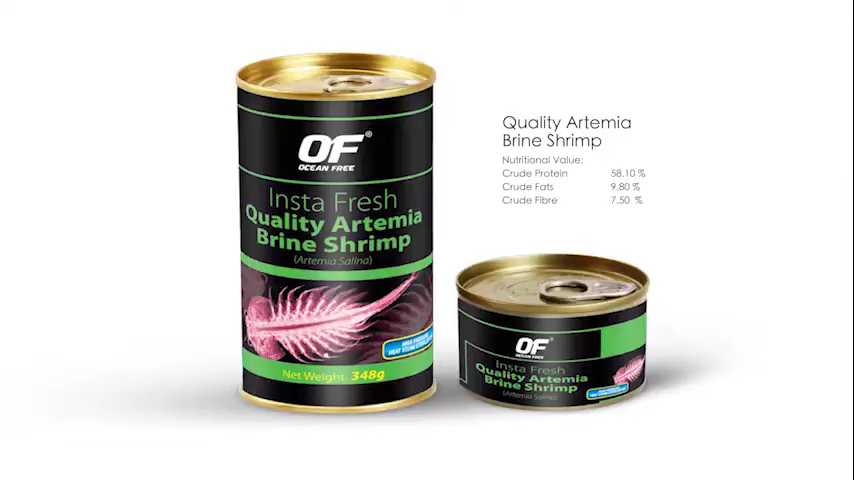 OF®
OCEAN FREE
Insta Fresh
Quality Artemia
Brine Shrimp
(Artemia Salina)
Net Weight. 348g
Quality Artemia
Brine Shrimp
Nutritional Value:
Crude Protein 58.10 %
Crude Fats 9.80 %
Crude Fibre 7.50 %
OF
OCEAN FREE
Insta Fresh
Quality Artemia
Brine Shrimp
(Artemia Salina)